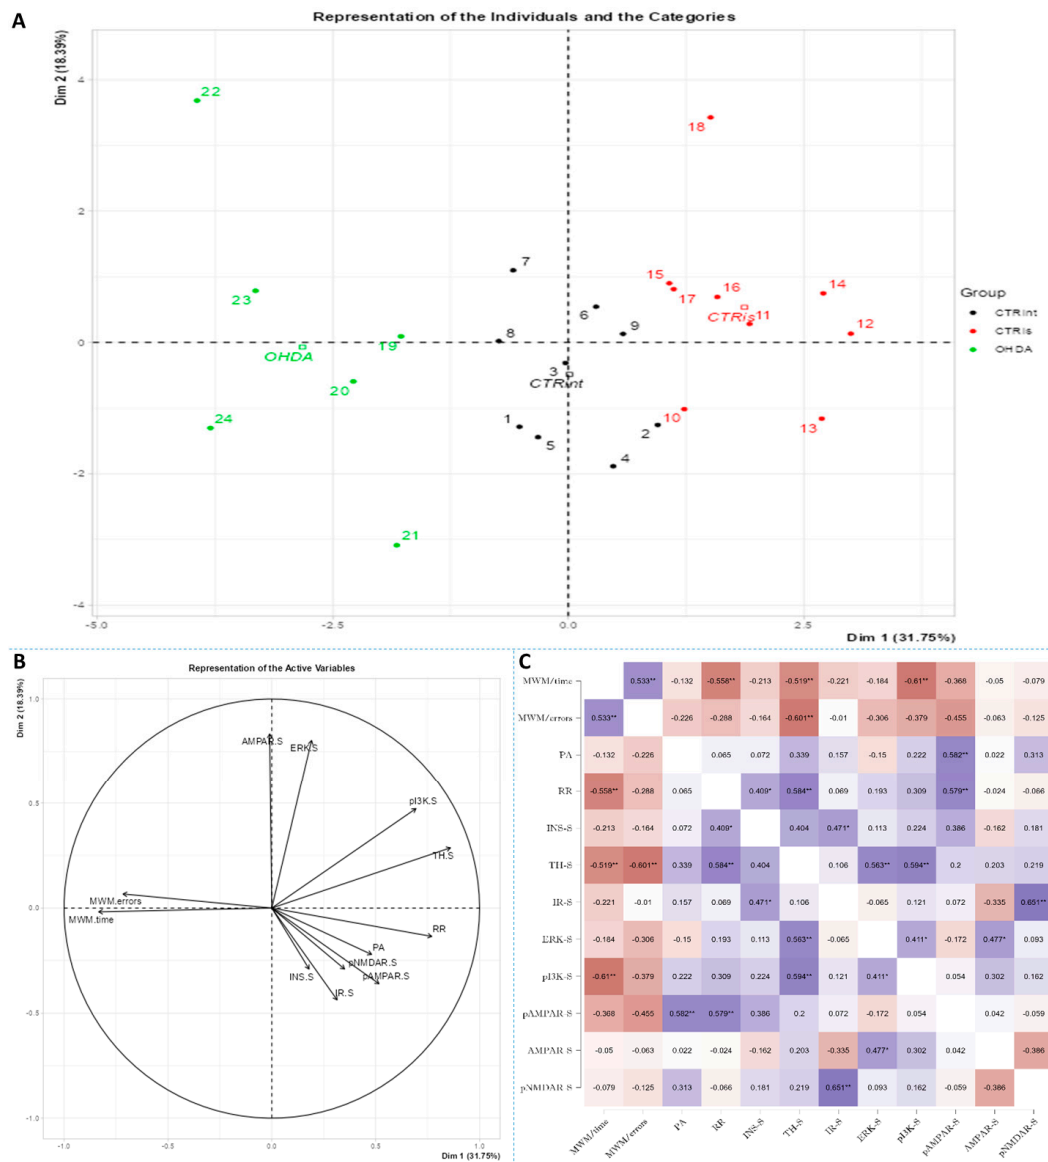 A
Representation of the Individuals and the Categories
Dim 2 (18.39%)
4
2
0
-2
-4
22
18
7
15
16
14
23
17
6
CTRis
11
12
8
9
19
OHDA
3
CTRint
20
24
1
10
2
13
5
4
21
-5.0
-2.5
0.0
2.5
Dim 1 (31.75%)
Group
CTRInt
CTRIs
OHDA
B
Representation of the Active Variables
Dim 2 (18.39%)
1.0
0.5
0.0
-0.5
-1.0
AMPAR.S
ERK.S
pI3K.S
TH.S
MWM.errors
MWM.time
RR
PA
pNMDAR.S
INS.S
pAMPAR.S
IR.S
-1.0
-0.5
0.0
0.5
1.0
Dim 1 (31.75%)
C
MWM/time 0.533** -0.132 -0.558** -0.213 -0.519** -0.221 -0.184 -0.61** -0.368 -0.05 -0.079
MWM/errors 0.533** -0.226 -0.288 -0.164 -0.601** -0.01 -0.306 -0.379 -0.455 -0.063 -0.125
PA -0.132 -0.226 0.065 0.072 0.339 0.157 -0.15 0.222 0.582** 0.022 0.313
RR -0.558** -0.288 0.065 0.409* 0.584** 0.069 0.193 0.309 0.579** -0.024 -0.066
INS-S -0.213 -0.164 0.072 0.409* 0.404 0.471* 0.113 0.224 0.386 -0.162 0.181
TH-S -0.519** -0.601** 0.339 0.584** 0.404 0.106 0.563** 0.594** 0.2 0.203 0.219
IR-S -0.221 -0.01 0.157 0.069 0.471* 0.106 -0.065 0.121 0.072 -0.335 0.651**
ERK-S -0.184 -0.306 -0.15 0.193 0.113 0.563** -0.065 0.411* -0.172 0.477* 0.093
pI3K-S -0.61** -0.379 0.222 0.309 0.224 0.594** 0.121 0.411* 0.054 0.302 0.162
pAMPAR-S -0.368 -0.455 0.582** 0.579** 0.386 0.2 0.072 -0.172 0.054 0.042 -0.059
AMPAR-S -0.05 -0.063 0.022 -0.024 -0.162 0.203 -0.335 0.477* 0.302 0.042 -0.386
pNMDAR-S -0.079 -0.125 0.313 -0.066 0.181 0.219 0.651** 0.093 0.162 -0.059 -0.386
MWM/time MWM/errors PA RR INS-S TH-S IR-S ERK-S pI3K-S pAMPAR-S AMPAR-S pNMDAR-S